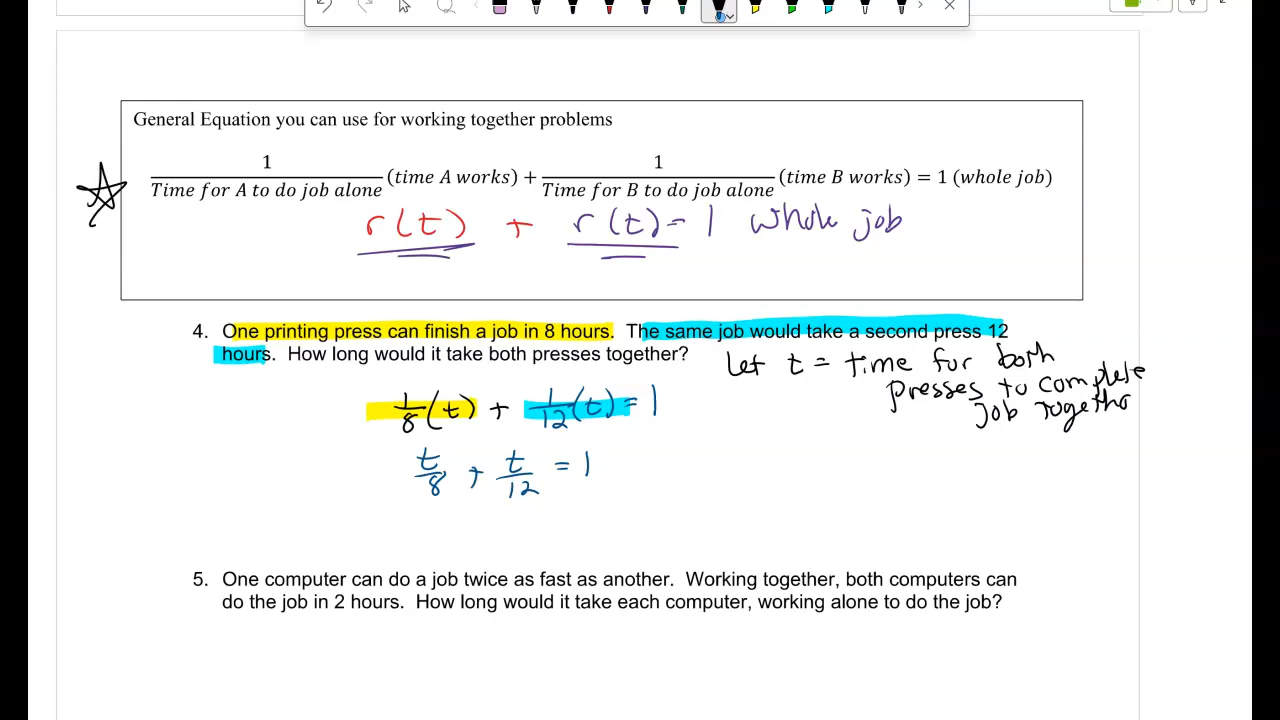 General Equation you can use for working together problems
1 / Time for A to do job alone (time A works) + 1 / Time for B to do job alone (time B works) = 1 (whole job)
r(t) + r(t) = 1 whole job
4. One printing press can finish a job in 8 hours. The same job would take a second press 12
hours. How long would it take both presses together?
Let t = time for both
presses to complete
job together
1/8 (t) + 1/12 (t) = 1
t/8 + t/12 = 1
5. One computer can do a job twice as fast as another. Working together, both computers can
do the job in 2 hours. How long would it take each computer, working alone to do the job?